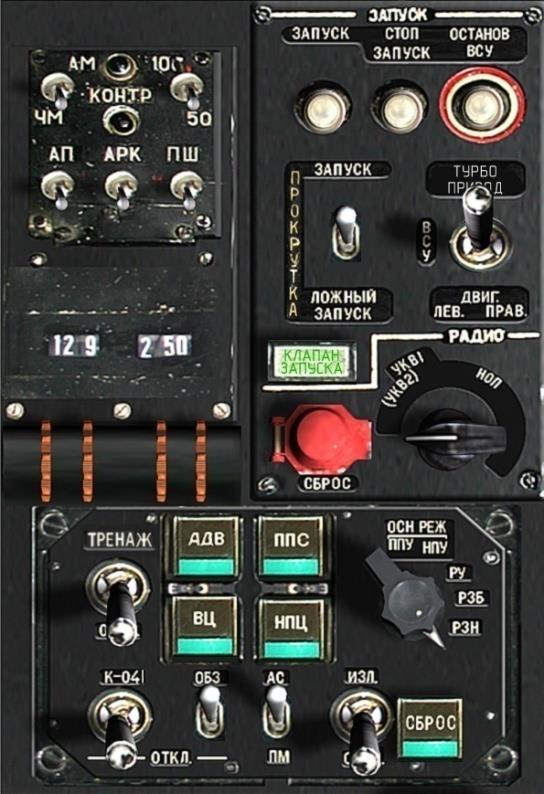 АМ 100
КОНТР
ЧМ 50
АП АРК ПШ
12 9 2 50
ЗАПУСК
ЗАПУСК СТОП ЗАПУСК ОСТАНОВ ВСУ
ЗАПУСК
ПРОКРУТКА
ЛОЖНЫЙ
ЗАПУСК
ТУРБО
ПРИВОД
ВСУ
ДВИГ.
ЛЕВ. ПРАВ.
РАДИО
КЛАПАН
ЗАПУСКА
УКВ1
(УКВ2)
НОЛ
СБРОС
ТРЕНАЖ
АДВ ППС
ВЦ НПЦ
ОСН РЕЖ
ППУ НПУ
РУ
РЗБ
РЗН
К-041 ОБЗ АС ИЗЛ.
СБРОС
ОТКЛ. ПМ